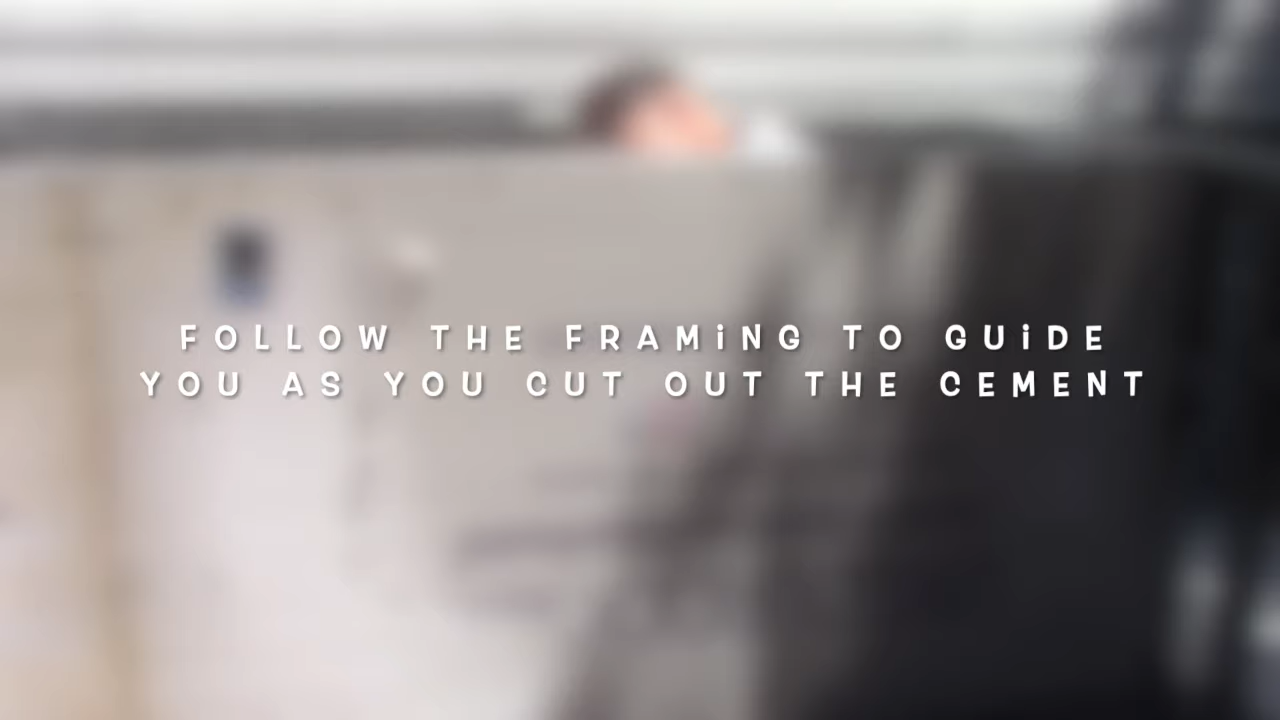 FOLLOW THE FRAMiNG TO GUiDE
YOU AS YOU CUT OUT THE CEMENT